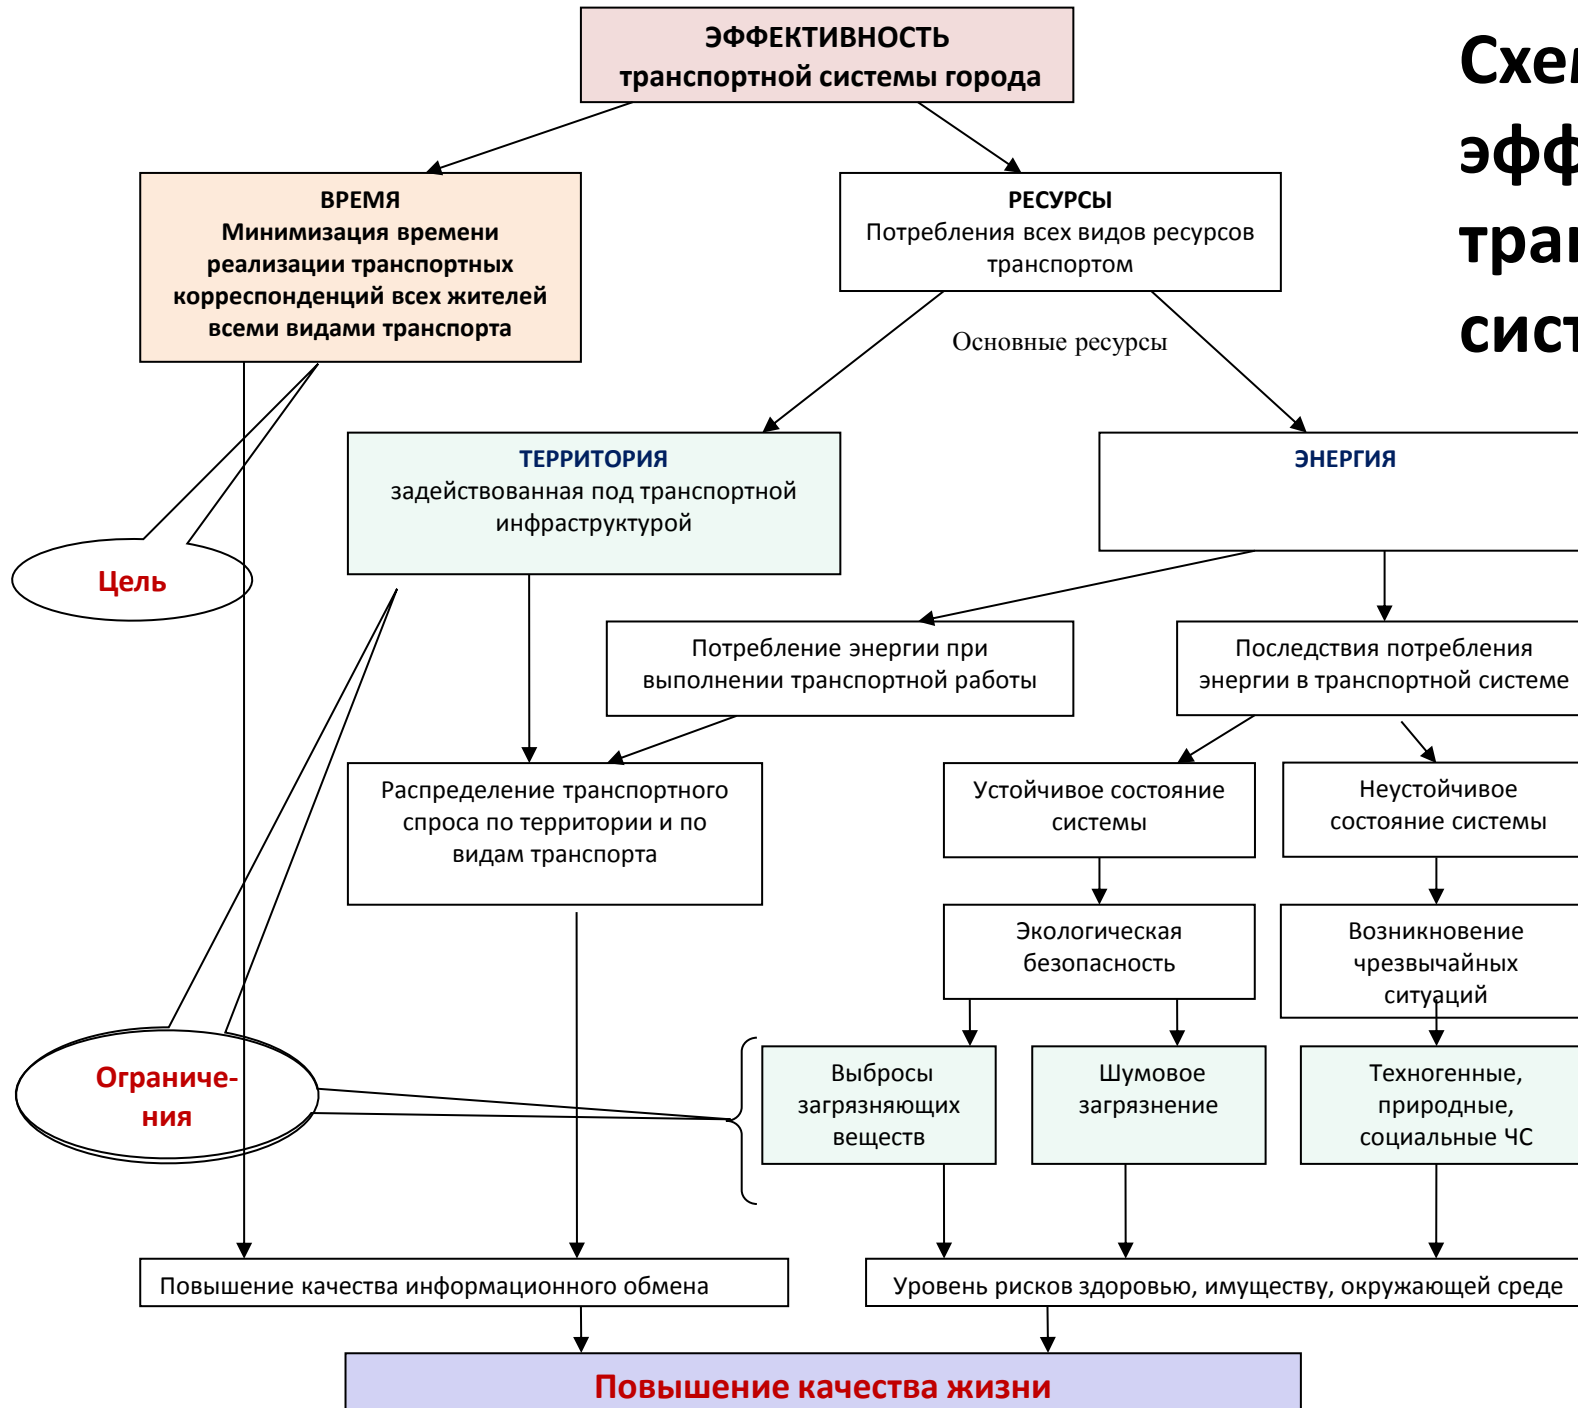 ЭФФЕКТИВНОСТЬ
транспортной системы города
ВРЕМЯ
Минимизация времени
реализации транспортных
корреспонденций всех жителей
всеми видами транспорта
РЕСУРСЫ
Потребления всех видов ресурсов
транспортом
Основные ресурсы
ТЕРРИТОРИЯ
задействованная под транспортной
инфраструктурой
ЭНЕРГИЯ
Цель
Потребление энергии при
выполнении транспортной работы
Последствия потребления
энергии в транспортной системе
Распределение транспортного
спроса по территории и по
видам транспорта
Устойчивое состояние
системы
Неустойчивое
состояние системы
Экологическая
безопасность
Возникновение
чрезвычайных
ситуаций
Ограниче-
ния
Выбросы
загрязняющих
веществ
Шумовое
загрязнение
Техногенные,
природные,
социальные ЧС
Повышение качества информационного обмена
Уровень рисков здоровью, имуществу, окружающей среде
Повышение качества жизни